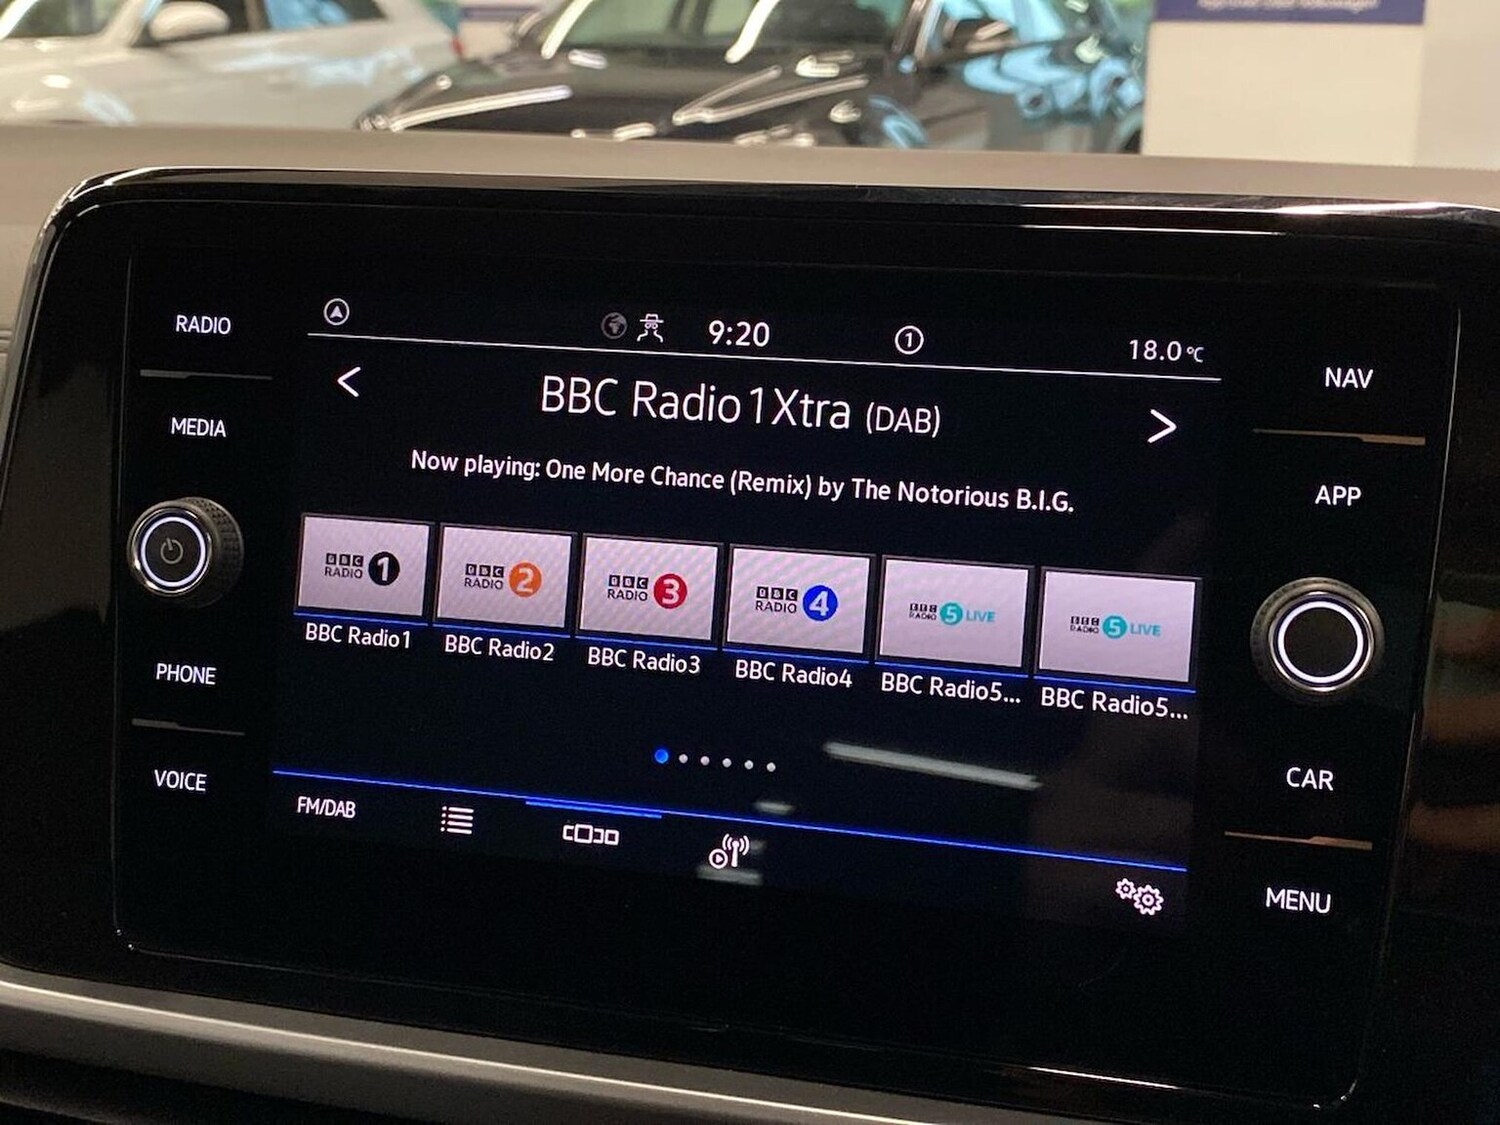 RADIO
MEDIA
PHONE
VOICE
9:20
1
18.0°C
<
BBC Radio 1Xtra (DAB)
>
Now playing: One More Chance (Remix) by The Notorious B.I.G.
BBC RADIO 1
BBC RADIO 2
BBC RADIO 3
BBC RADIO 4
BBC RADIO 5 LIVE
BBC RADIO 5 LIVE
BBC Radio1
BBC Radio2
BBC Radio3
BBC Radio4
BBC Radio5...
BBC Radio5...
FM/DAB
NAV
APP
CAR
MENU